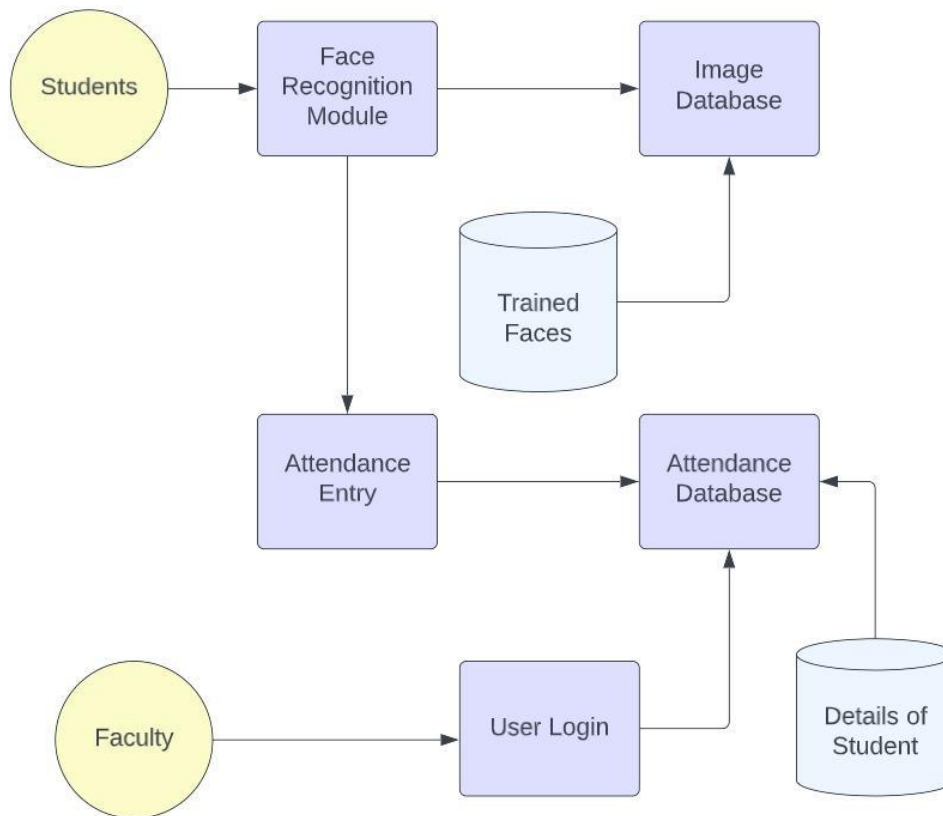 Students
Face
Recognition
Module
Image
Database
Trained
Faces
Attendance
Entry
Attendance
Database
Faculty
User Login
Details of
Student